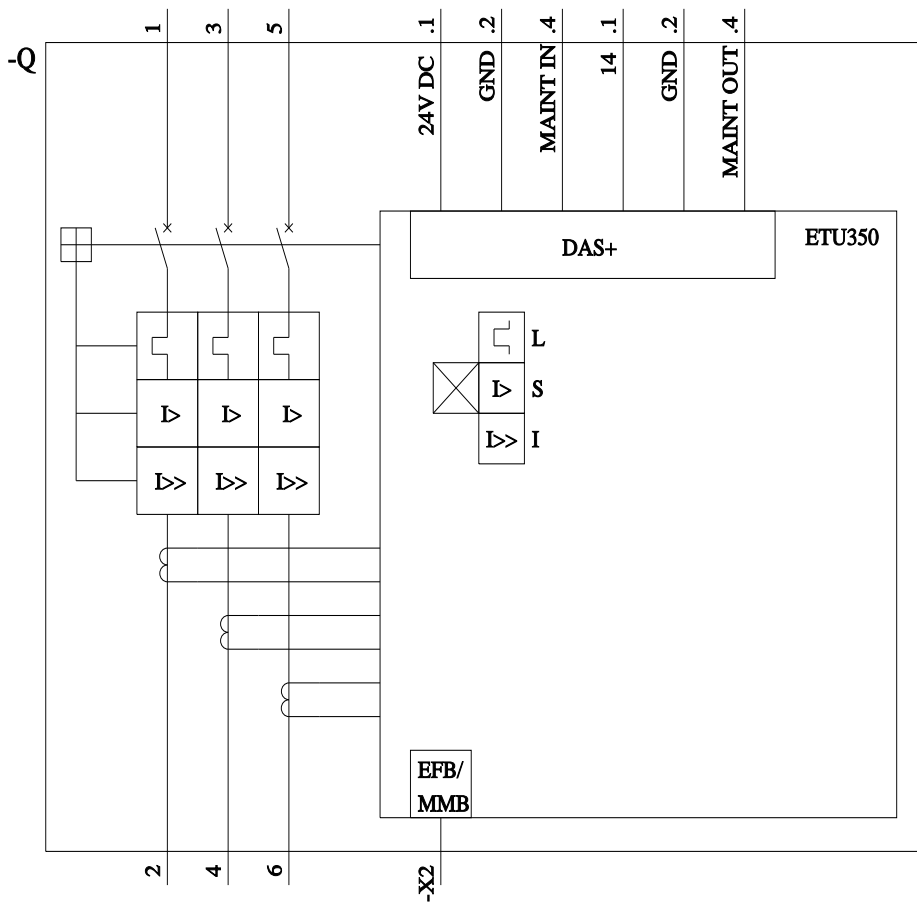 1
3
5
.1
.2
.4
.1
.2
.4
-Q
24V DC
GND
MAINT IN
14
GND
MAINT OUT
DAS+
ETU350
L
I> I> I>
I> S
I>> I
I>> I>> I>>
EFB/
MMB
2
4
6
-X2